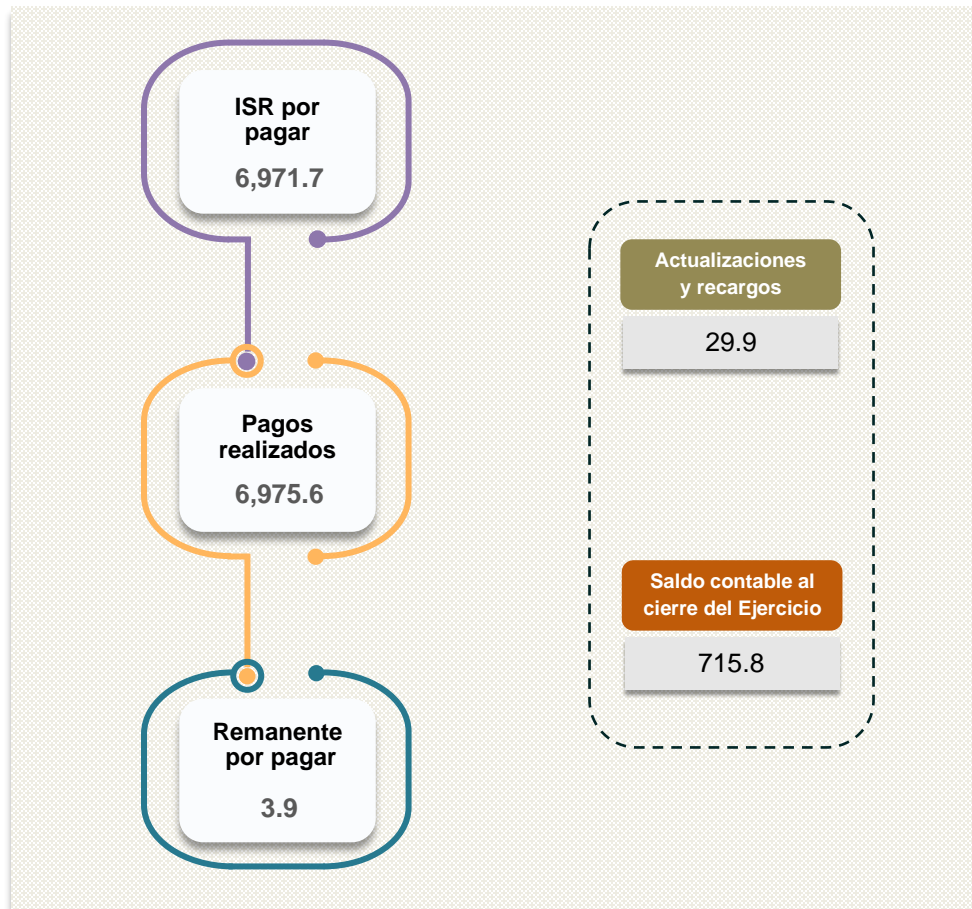 ISR por
pagar
6,971.7
Pagos
realizados
6,975.6
Remanente
por pagar
3.9
Actualizaciones
y recargos
29.9
Saldo contable al
cierre del Ejercicio
715.8